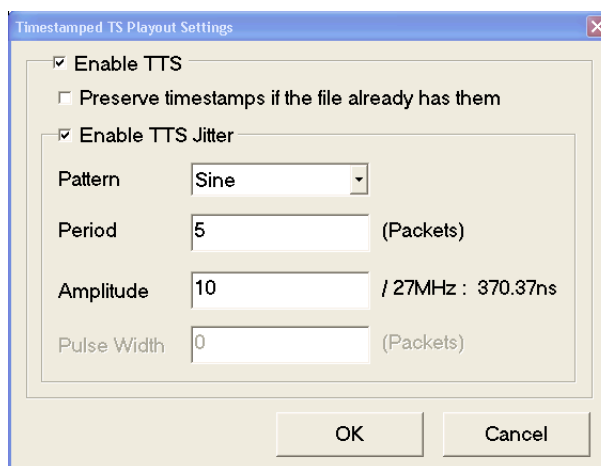 Timestamped TS Playout Settings
Enable TTS
Preserve timestamps if the file already has them
Enable TTS Jitter
Pattern Sine
Period 5 (Packets)
Amplitude 10 / 27MHz : 370.37ns
Pulse Width 0 (Packets)
OK Cancel